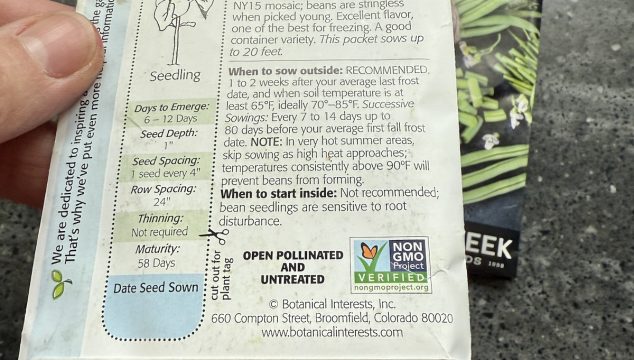 NY15 mosaic; beans are stringless
when picked young. Excellent flavor,
one of the best for freezing. A good
container variety. This packet sows up
to 20 feet.
When to sow outside: RECOMMENDED,
1 to 2 weeks after your average last frost
date, and when soil temperature is at
least 65°F, ideally 70°–85°F. Successive
Sowings: Every 7 to 14 days up to
80 days before your average first fall frost
date. NOTE: In very hot summer areas,
skip sowing as high heat approaches;
temperatures consistently above 90°F will
prevent beans from forming.
When to start inside: Not recommended;
bean seedlings are sensitive to root
disturbance.
Seedling
Days to Emerge:
6 – 12 Days
Seed Depth:
1"
Seed Spacing:
1 seed every 4"
Row Spacing:
24"
Thinning:
Not required
Maturity:
58 Days
Date Seed Sown
cut out for
plant tag
We are dedicated to inspiring
That's why we've put even more
OPEN POLLINATED
AND
UNTREATED
NON
GMO
Project
VERIFIED
nongmoproject.org
© Botanical Interests, Inc.
660 Compton Street, Broomfield, Colorado 80020
www.botanicalinterests.com
EEK
DS 1998